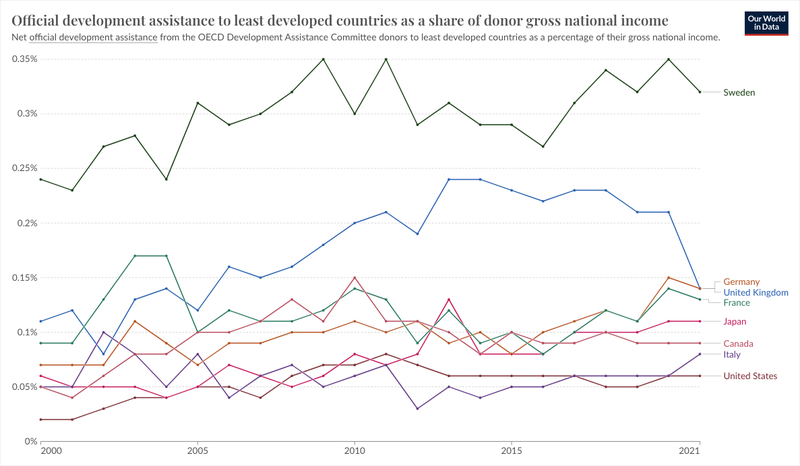 Official development assistance to least developed countries as a share of donor gross national income
Our World
in Data
Net official development assistance from the OECD Development Assistance Committee donors to least developed countries as a percentage of their gross national income.
0.35%
0.3%
0.25%
0.2%
0.15%
0.1%
0.05%
0%
2000
2005
2010
2015
2021
Sweden
Germany
United Kingdom
France
Japan
Canada
Italy
United States